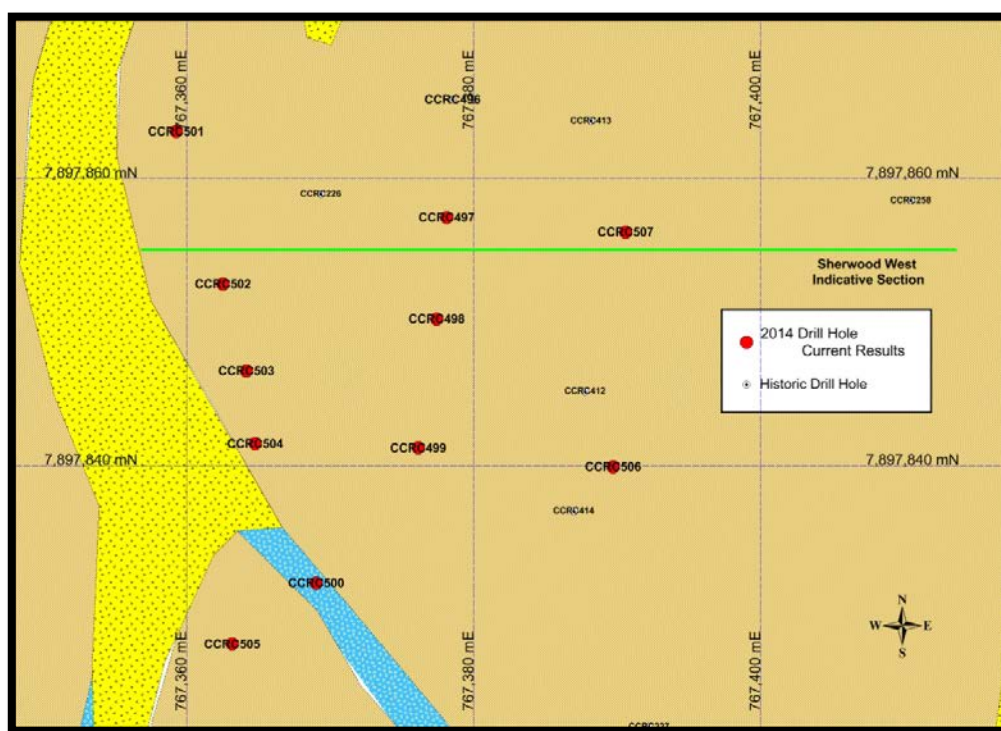 767,360 mE
767,380 mE
767,400 mE
CCRC496
CCRC413
CCRC501
7,897,860 mN
7,897,860 mN
CCRC226
CCRC258
CCRC497
CCRC507
Sherwood West
Indicative Section
CCRC502
CCRC498
2014 Drill Hole
Current Results
Historic Drill Hole
CCRC503
CCRC412
CCRC504
CCRC499
7,897,840 mN
7,897,840 mN
CCRC506
CCRC414
CCRC500
N
W
E
S
CCRC505
767,360 mE
767,380 mE
767,400 mE